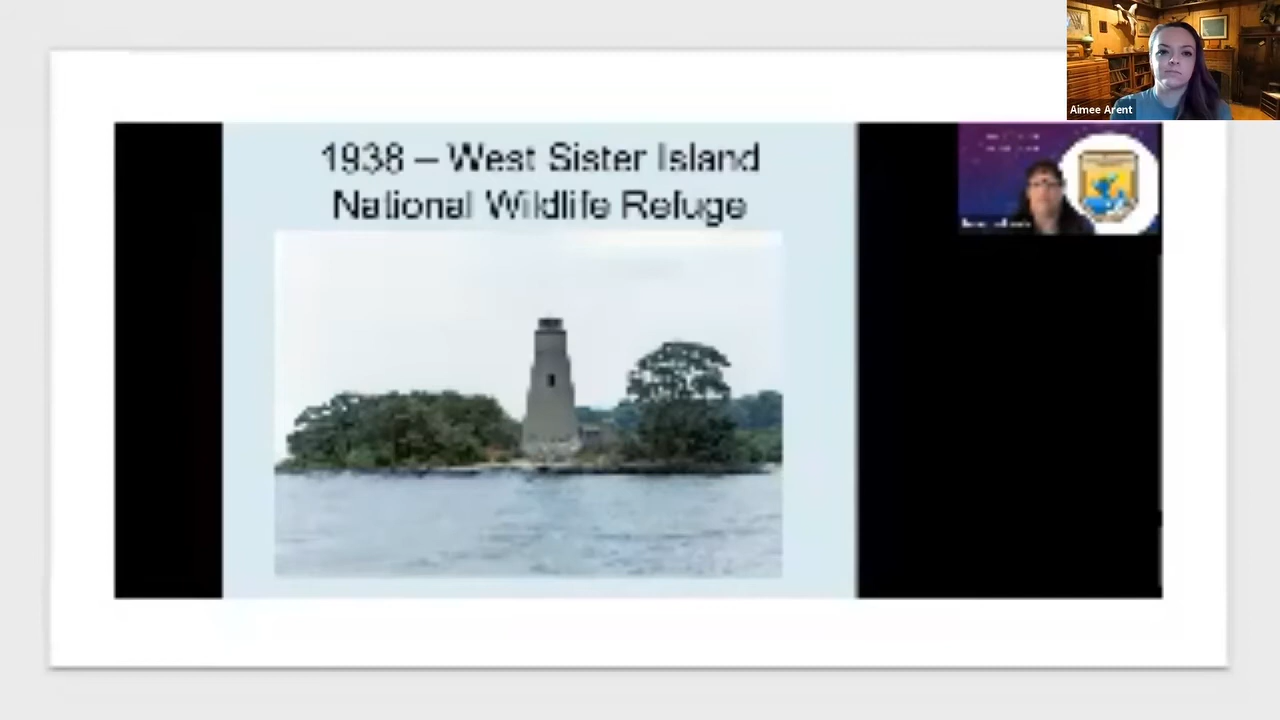 1938 – West Sister Island
National Wildlife Refuge
Aimee Arent